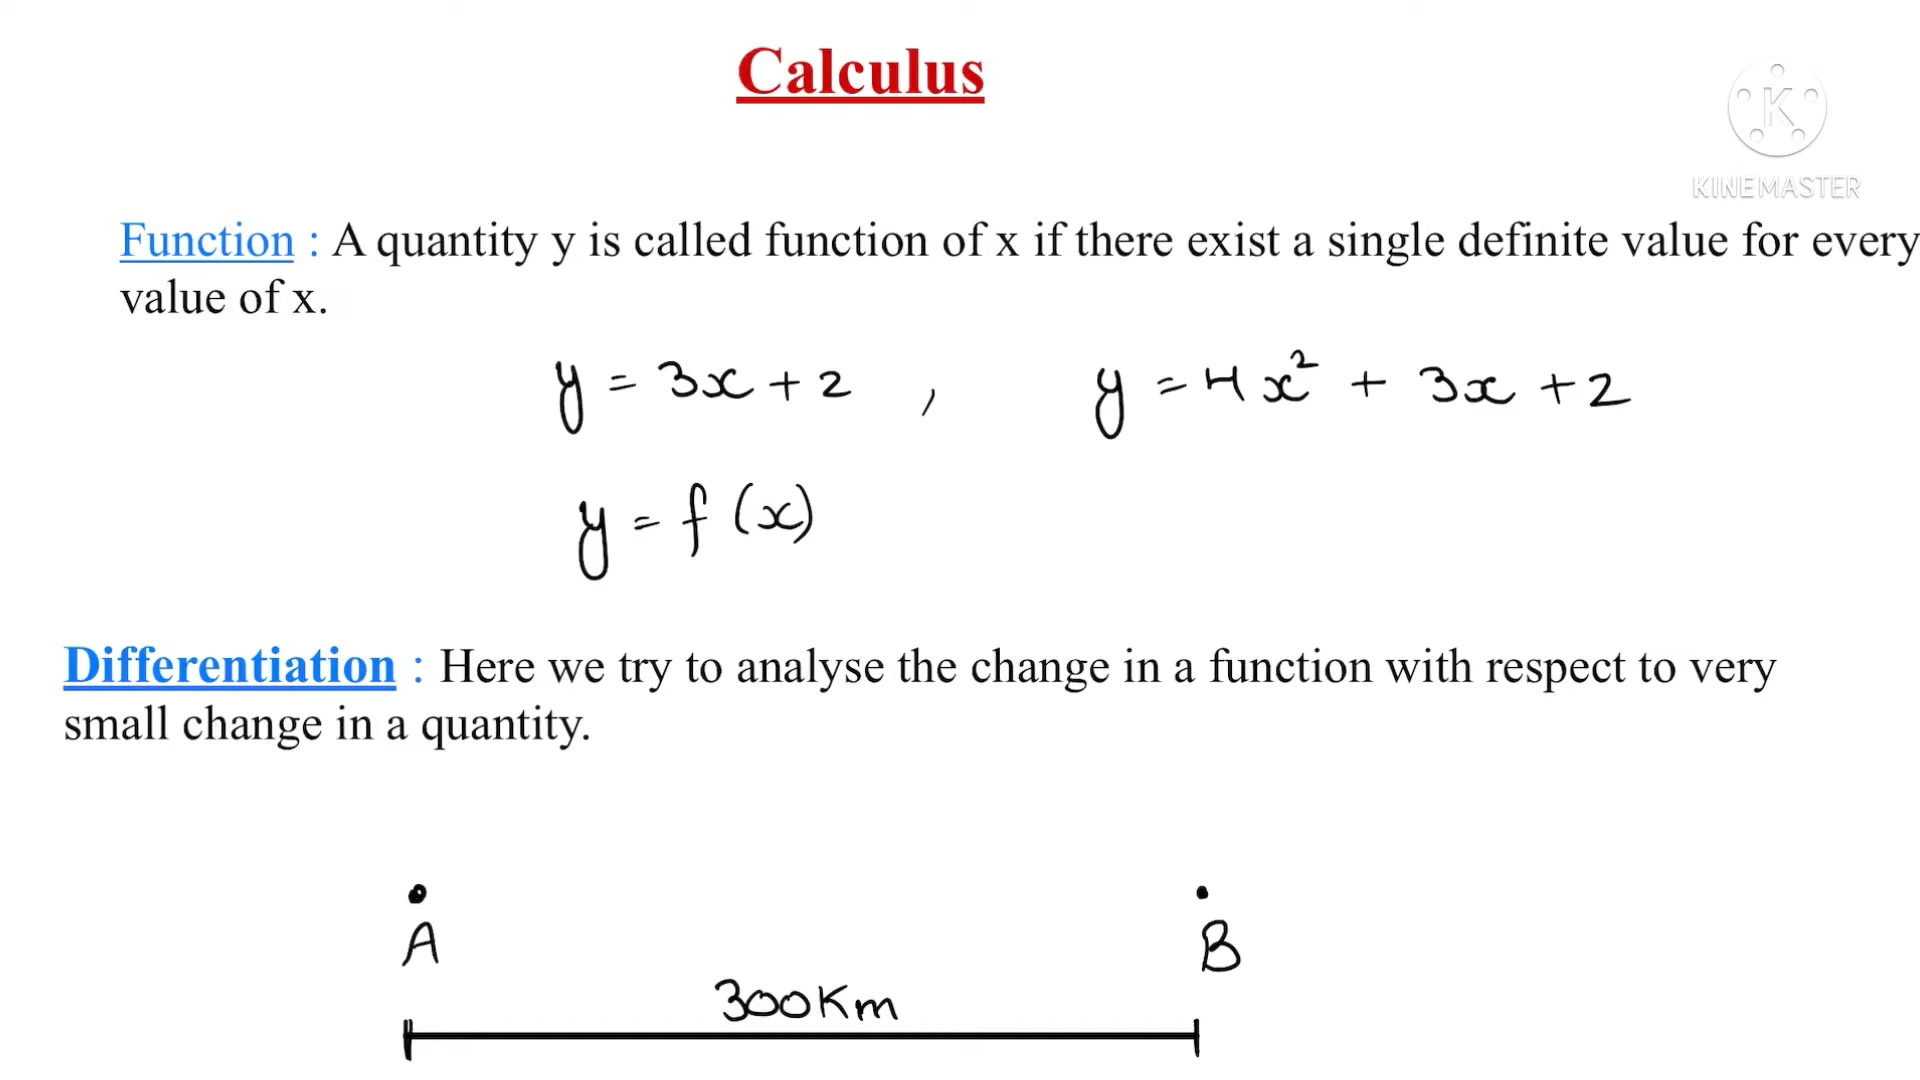 Calculus
K
KINEMASTER
Function : A quantity y is called function of x if there exist a single definite value for every
value of x.
y = 3x + 2 , y = 4x² + 3x + 2
y = f (x)
Differentiation : Here we try to analyse the change in a function with respect to very
small change in a quantity.
A B
300Km